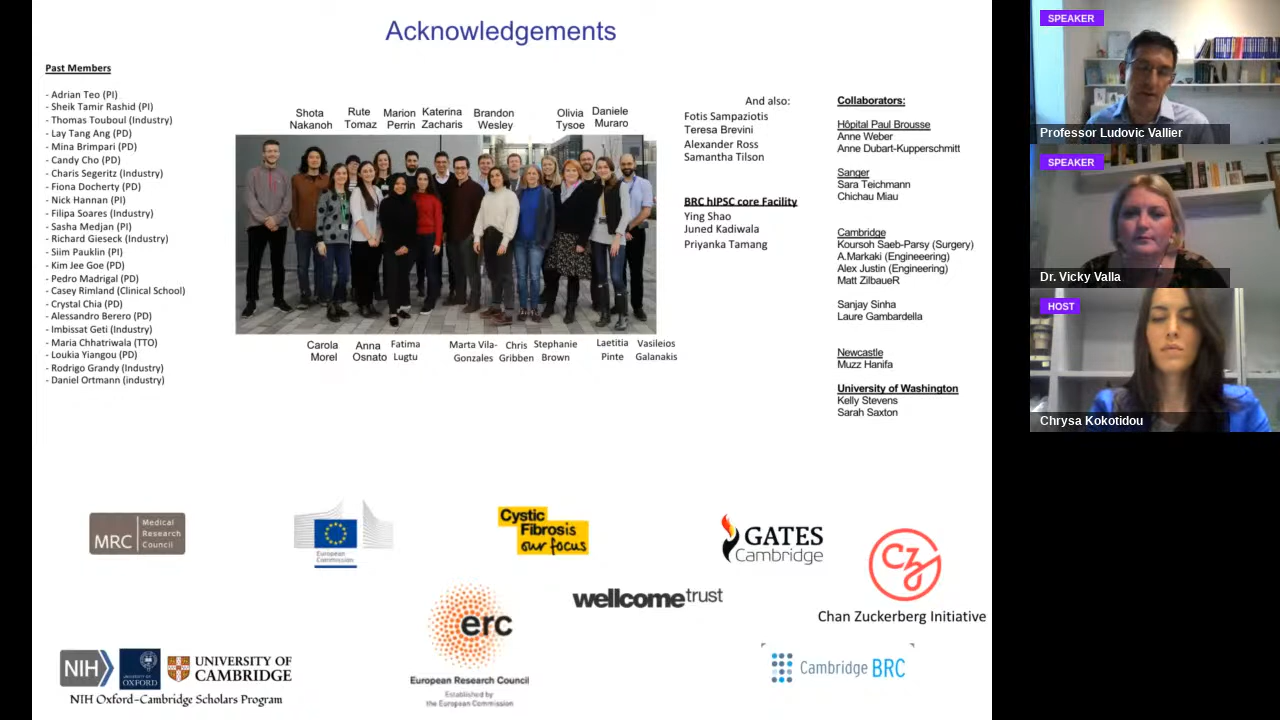 Acknowledgements
Past Members
- Adrian Teo (PI)
- Sheik Tamir Rashid (PI)
- Thomas Touboul (Industry)
- Lay Tang Ang (PD)
- Mina Brimpari (PD)
- Candy Cho (PD)
- Charis Segeritz (Industry)
- Fiona Docherty (PD)
- Nick Hannan (PI)
- Filipa Soares (Industry)
- Sasha Medjan (PI)
- Richard Gieseck (Industry)
- Siim Pauklin (PI)
- Kim Jee Goe (PD)
- Pedro Madrigal (PD)
- Casey Rimland (Clinical School)
- Crystal Chia (PD)
- Alessandro Berero (PD)
- Imbissat Geti (Industry)
- Maria Chhatriwala (TTO)
- Loukia Yiangou (PD)
- Rodrigo Grandy (Industry)
- Daniel Ortmann (industry)
Shota
Nakanoh
Rute
Tomaz
Marion
Perrin
Katerina
Zacharis
Brandon
Wesley
Olivia
Tysoe
Daniele
Muraro
Carola
Morel
Anna
Osnato
Fatima
Lugtu
Marta Vila-
Gonzales
Chris
Gribben
Stephanie
Brown
Laetitia
Pinte
Vasileios
Galanakis
And also:
Fotis Sampaziotis
Teresa Brevini
Alexander Ross
Samantha Tilson
BRC hIPSC core Facility
Ying Shao
Juned Kadiwala
Priyanka Tamang
Collaborators:
Hôpital Paul Brousse
Anne Weber
Anne Dubart-Kupperschmitt
Sanger
Sara Teichmann
Chichau Miau
Cambridge
Koursoh Saeb-Parsy (Surgery)
A.Markaki (Engineeering)
Alex Justin (Engineering)
Matt ZilbaueR
Sanjay Sinha
Laure Gambardella
Newcastle
Muzz Hanifa
University of Washington
Kelly Stevens
Sarah Saxton
MRC
Medical
Research
Council
European
Commission
Cystic
Fibrosis
our focus
GATES
Cambridge
CZ
Chan Zuckerberg Initiative
wellcometrust
erc
European Research Council
Established by
the European Commission
NIH
UNIVERSITY OF
OXFORD
UNIVERSITY OF
CAMBRIDGE
NIH Oxford-Cambridge Scholars Program
Cambridge BRC
SPEAKER
Professor Ludovic Vallier
SPEAKER
Dr. Vicky Valla
HOST
Chrysa Kokotidou